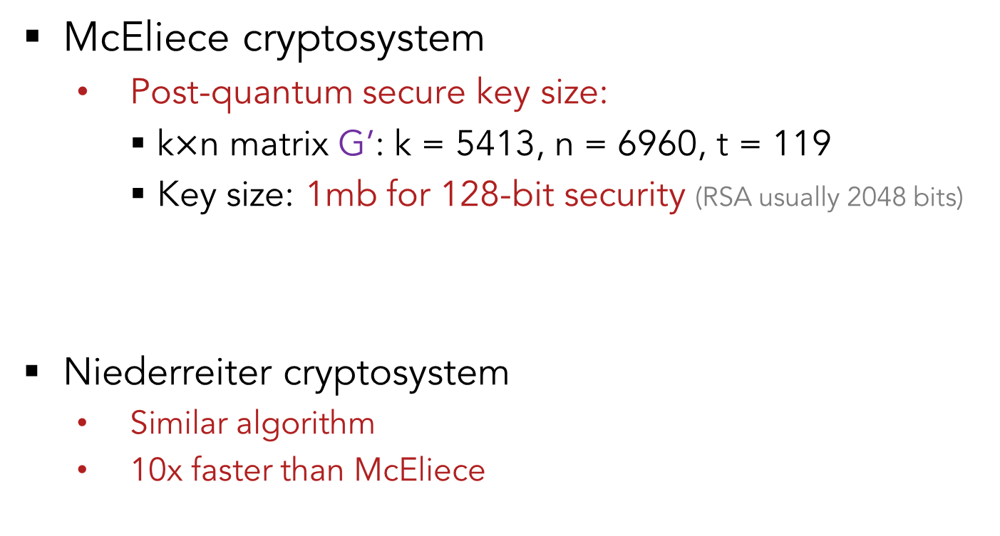 ▪ McEliece cryptosystem
• Post-quantum secure key size:
▪ k×n matrix G’: k = 5413, n = 6960, t = 119
▪ Key size: 1mb for 128-bit security (RSA usually 2048 bits)
▪ Niederreiter cryptosystem
• Similar algorithm
• 10x faster than McEliece